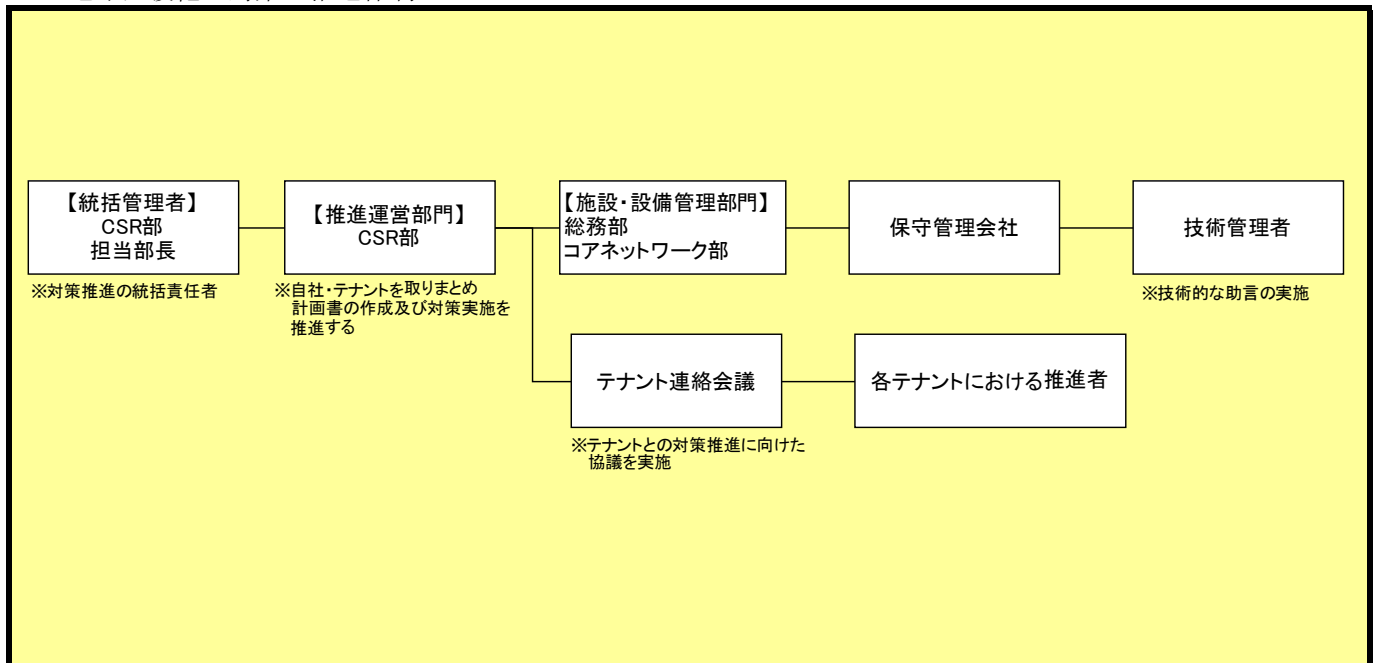 【統括管理者】
CSR部
担当部長
※対策推進の統括責任者
【推進運営部門】
CSR部
※自社・テナントを取りまとめ
計画書の作成及び対策実施を
推進する
【施設・設備管理部門】
総務部
コアネットワーク部
保守管理会社
技術管理者
※技術的な助言の実施
テナント連絡会議
※テナントとの対策推進に向けた
協議を実施
各テナントにおける推進者